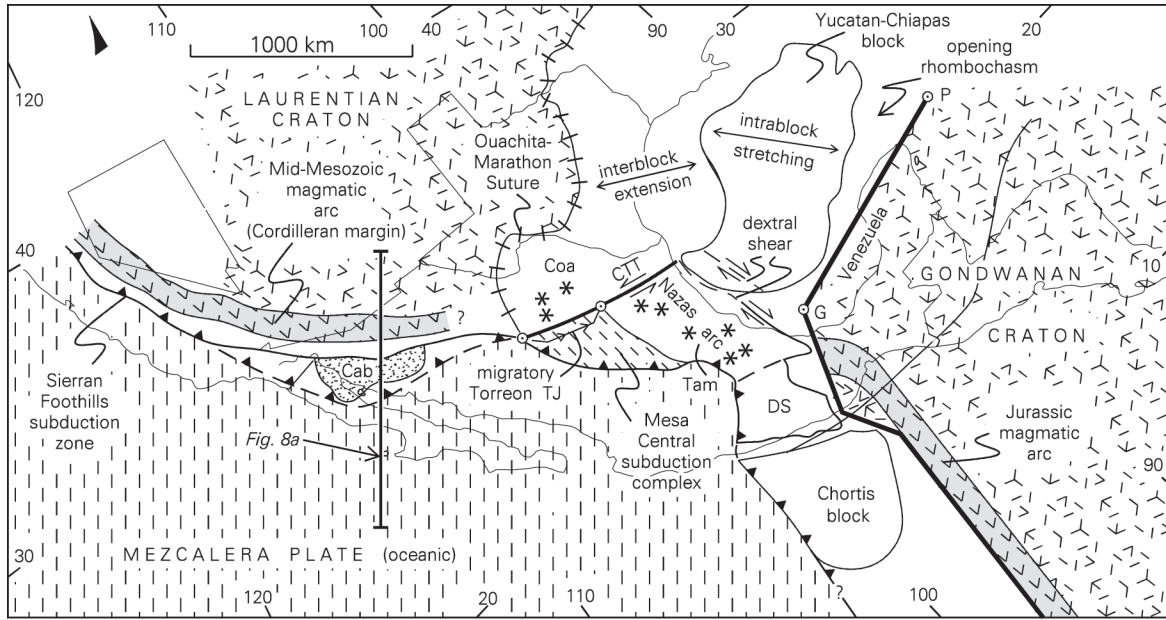 110
100
40
90
30
20
1000 km
Yucatan-Chiapas
block
opening
rhombochasm
120
P
LAURENTIAN
CRATON
Ouachita-
Marathon
Suture
interblock
extension
intrablock
stretching
Mid-Mesozoic
magmatic
arc
(Cordilleran margin)
dextral
shear
Venezuela
40
Coa
CTT
Nazas
arc
GONDWANAN
CRATON
10
?
G
Cab
Sierran
Foothills
subduction
zone
migratory
Torreon TJ
Tam
DS
Mesa
Central
subduction
complex
Jurassic
magmatic
arc
Fig. 8a
90
Chortis
block
MEZCALERA PLATE (oceanic)
30
120
20
110
?
100